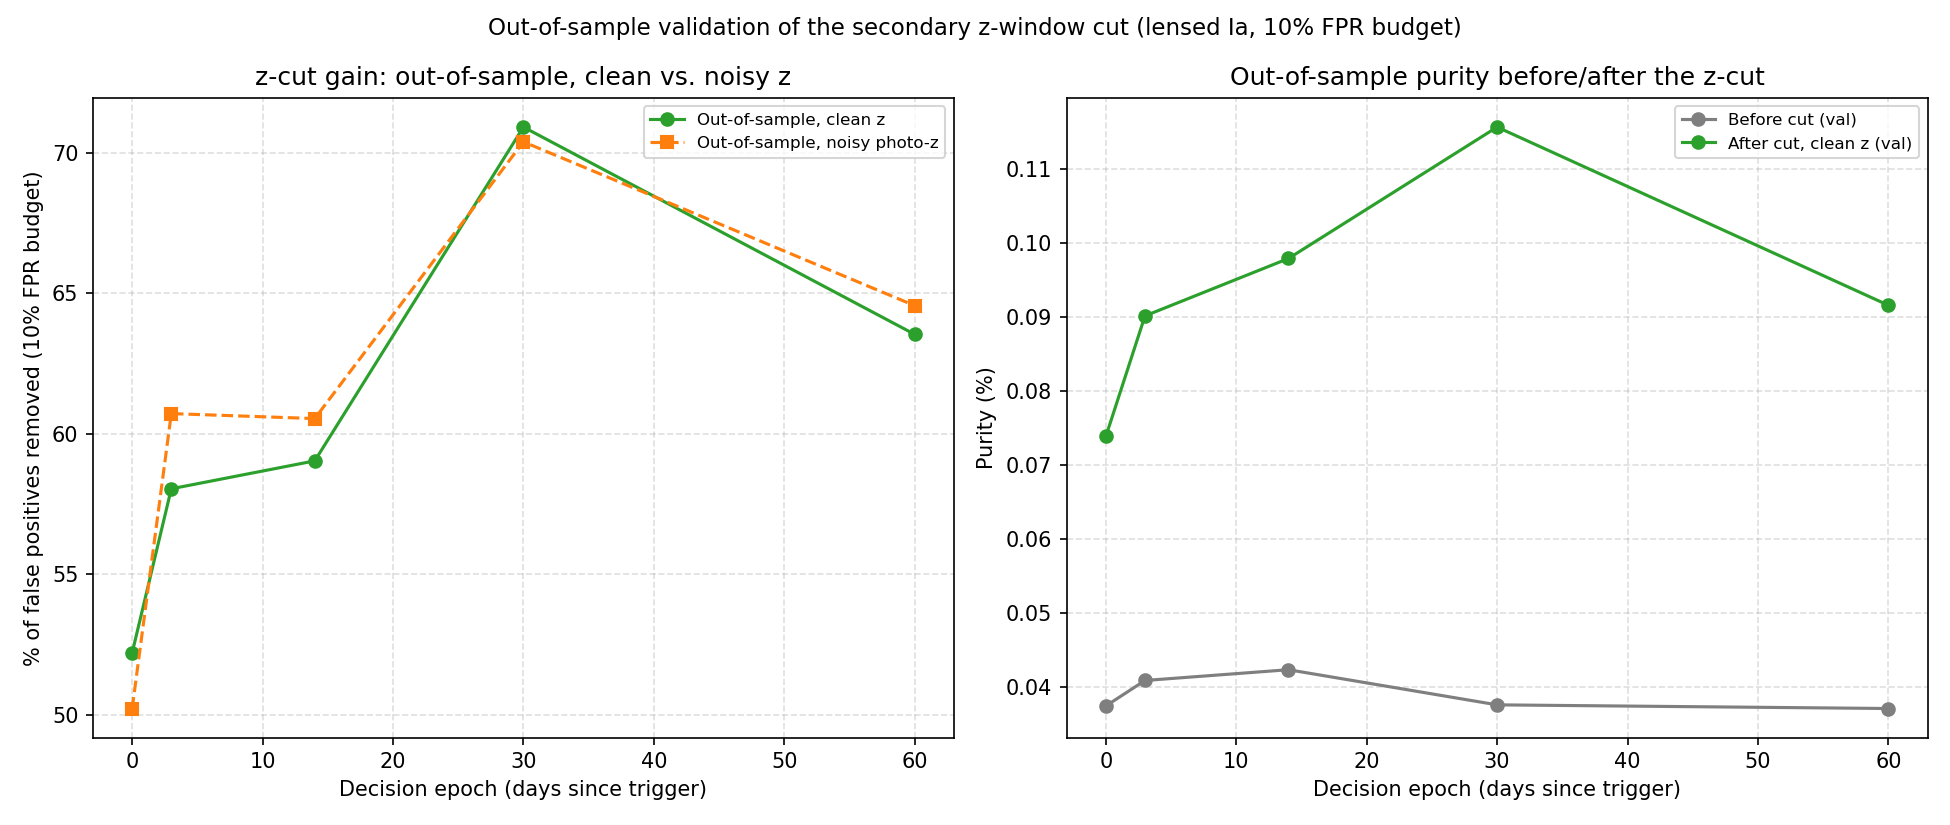 Out-of-sample validation of the secondary z-window cut (lensed Ia, 10% FPR budget)
z-cut gain: out-of-sample, clean vs. noisy z
Out-of-sample, clean z
Out-of-sample, noisy photo-z
% of false positives removed (10% FPR budget)
70
65
60
55
50
0 10 20 30 40 50 60
Decision epoch (days since trigger)
Out-of-sample purity before/after the z-cut
Before cut (val)
After cut, clean z (val)
Purity (%)
0.11
0.10
0.09
0.08
0.07
0.06
0.05
0.04
0 10 20 30 40 50 60
Decision epoch (days since trigger)